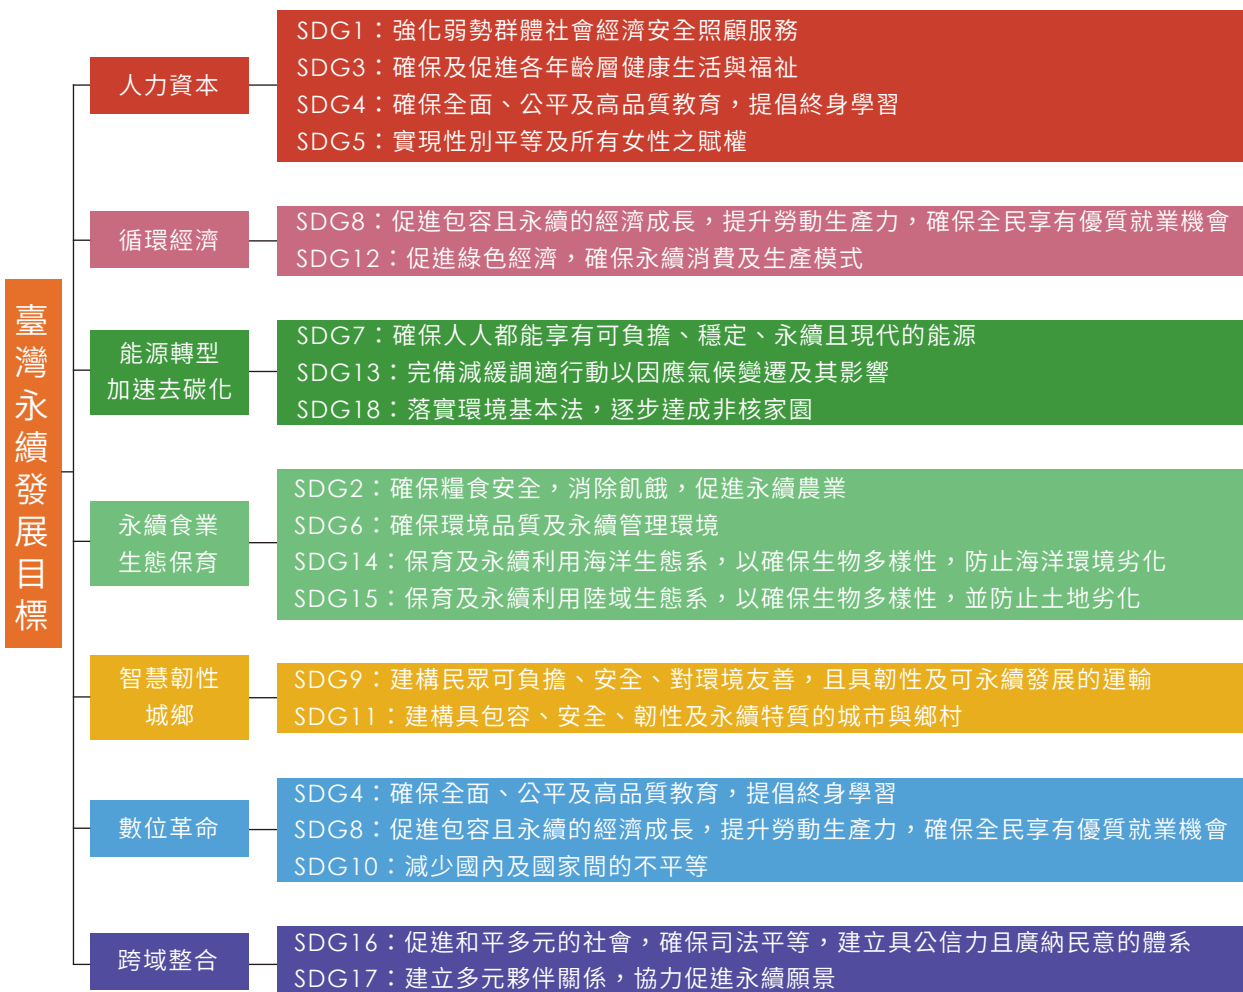 臺灣永續發展目標
人力資本
SDG1：強化弱勢群體社會經濟安全照顧服務
SDG3：確保及促進各年齡層健康生活與福祉
SDG4：確保全面、公平及高品質教育，提倡終身學習
SDG5：實現性別平等及所有女性之賦權
循環經濟
SDG8：促進包容且永續的經濟成長，提升勞動生產力，確保全民享有優質就業機會
SDG12：促進綠色經濟，確保永續消費及生產模式
能源轉型
加速去碳化
SDG7：確保人人都能享有可負擔、穩定、永續且現代的能源
SDG13：完備減緩調適行動以因應氣候變遷及其影響
SDG18：落實環境基本法，逐步達成非核家園
永續食業
生態保育
SDG2：確保糧食安全，消除飢餓，促進永續農業
SDG6：確保環境品質及永續管理環境
SDG14：保育及永續利用海洋生態系，以確保生物多樣性，防止海洋環境劣化
SDG15：保育及永續利用陸域生態系，以確保生物多樣性，並防止土地劣化
智慧韌性
城鄉
SDG9：建構民眾可負擔、安全、對環境友善，且具韌性及可永續發展的運輸
SDG11：建構具包容、安全、韌性及永續特質的城市與鄉村
數位革命
SDG4：確保全面、公平及高品質教育，提倡終身學習
SDG8：促進包容且永續的經濟成長，提升勞動生產力，確保全民享有優質就業機會
SDG10：減少國內及國家間的不平等
跨域整合
SDG16：促進和平多元的社會，確保司法平等，建立具公信力且廣納民意的體系
SDG17：建立多元夥伴關係，協力促進永續願景